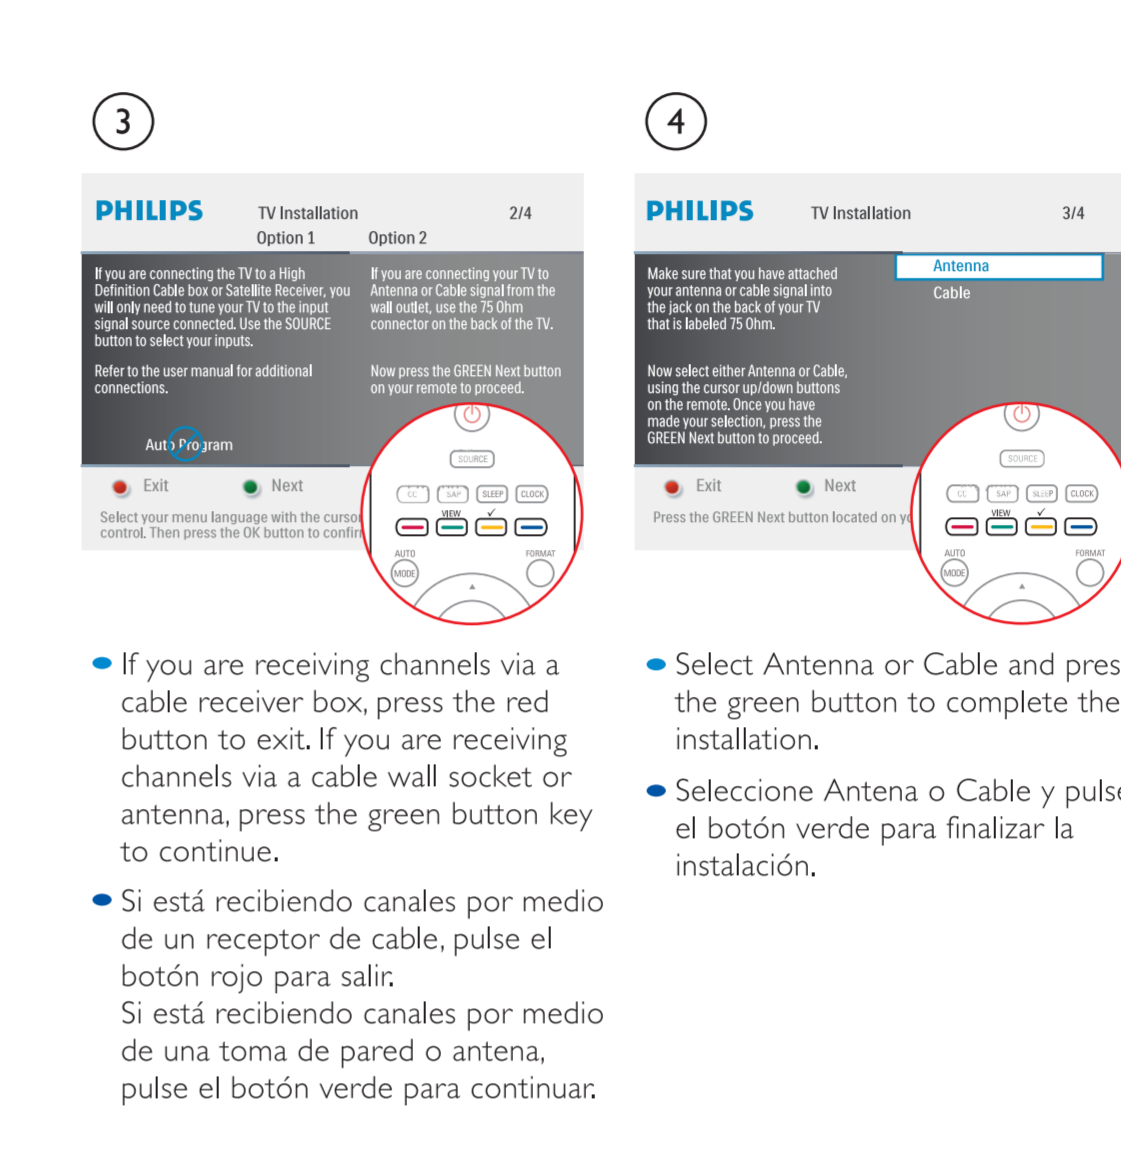 3
PHILIPS TV Installation 2/4
Option 1 Option 2
If you are connecting the TV to a High
Definition Cable box or Satellite Receiver, you
will only need to tune your TV to the input
signal source connected. Use the SOURCE
button to select your inputs.
Refer to the user manual for additional
connections.
Auto Program
If you are connecting your TV to
Antenna or Cable signal from the
wall outlet, use the 75 Ohm
connector on the back of the TV.
Now press the GREEN Next button
on your remote to proceed.
Exit Next
Select your menu language with the curso
control. Then press the OK button to confir
SOURCE
CC SAP SLEEP CLOCK
VIEW ✓
AUTO FORMAT
MODE
If you are receiving channels via a
cable receiver box, press the red
button to exit. If you are receiving
channels via a cable wall socket or
antenna, press the green button key
to continue.
Si está recibiendo canales por medio
de un receptor de cable, pulse el
botón rojo para salir.
Si está recibiendo canales por medio
de una toma de pared o antena,
pulse el botón verde para continuar.
4
PHILIPS TV Installation 3/4
Make sure that you have attached
your antenna or cable signal into
the jack on the back of your TV
that is labeled 75 Ohm.
Now select either Antenna or Cable,
using the cursor up/down buttons
on the remote. Once you have
made your selection, press the
GREEN Next button to proceed.
Antenna
Cable
Exit Next
Press the GREEN Next button located on yo
SOURCE
CC SAP SLEEP CLOCK
VIEW ✓
AUTO FORMAT
MODE
Select Antenna or Cable and pres
the green button to complete the
installation.
Seleccione Antena o Cable y pulse
el botón verde para finalizar la
instalación.